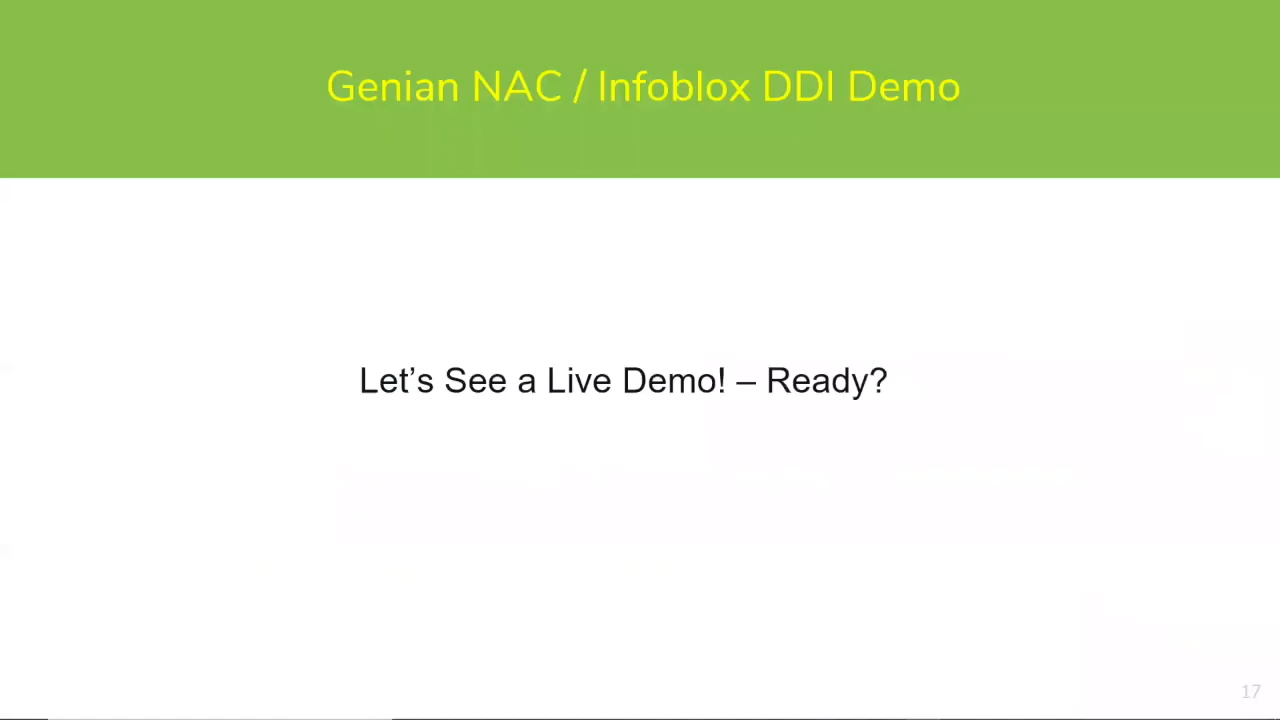 Genian NAC / Infoblox DDI Demo
Let’s See a Live Demo! – Ready?
17